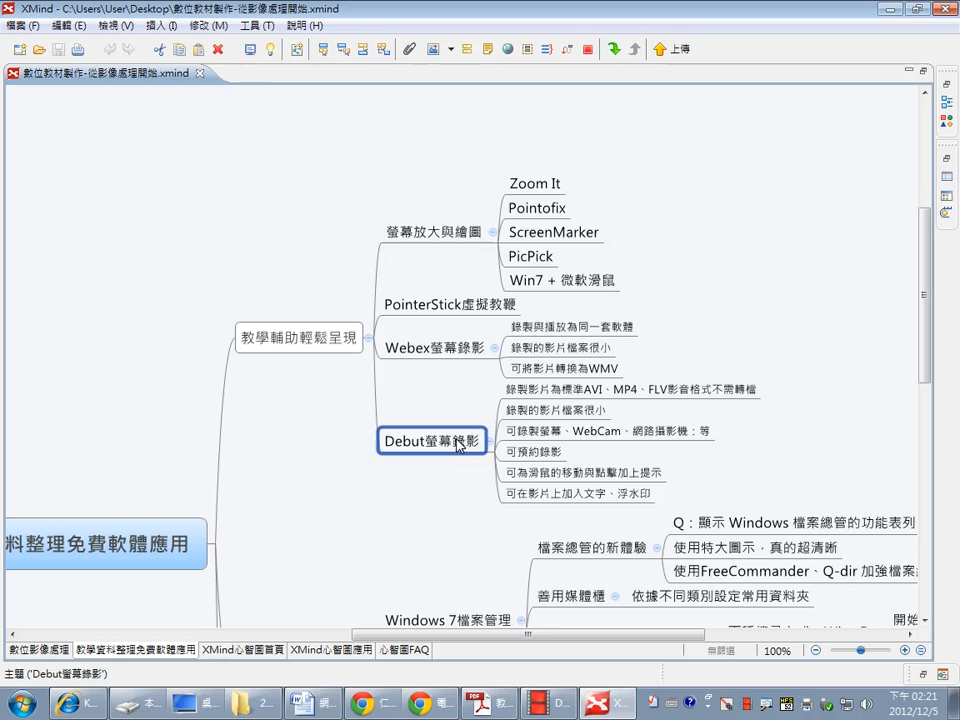 XMind - C:\Users\User\Desktop\數位教材製作-從影像處理開始.xmind
檔案 (F) 編輯 (E) 檢視 (V) 插入 (I) 修改 (M) 工具 (T) 說明 (H)
上傳
數位教材製作-從影像處理開始.xmind
Zoom It
Pointofix
螢幕放大與繪圖
ScreenMarker
PicPick
Win7 + 微軟滑鼠
PointerStick虛擬教鞭
錄製與播放為同一套軟體
教學輔助輕鬆呈現
Webex螢幕錄影
錄製的影片檔案很小
可將影片轉換為WMV
錄製影片為標準AVI、MP4、FLV影音格式不需轉檔
錄製的影片檔案很小
可錄製螢幕、WebCam、網路攝影機：等
Debut螢幕錄影
可預約錄影
可為滑鼠的移動與點擊加上提示
可在影片上加入文字、浮水印
Q：顯示 Windows 檔案總管的功能表列
料整理免費軟體應用
檔案總管的新體驗
使用特大圖示，真的超清晰
使用FreeCommander、Q-dir 加強檔案
善用媒體櫃
依據不同類別設定常用資料夾
Windows 7檔案管理
開始
數位影像處理 教學資料整理免費軟體應用 XMind心智圖首頁 XMind心智圖應用 心智圖FAQ
無篩選
100%
主題 ('Debut螢幕錄影')
K... 本... 桌... 2... 網... 仁... 電... 教... D... X...
下午 02:21
2012/12/5